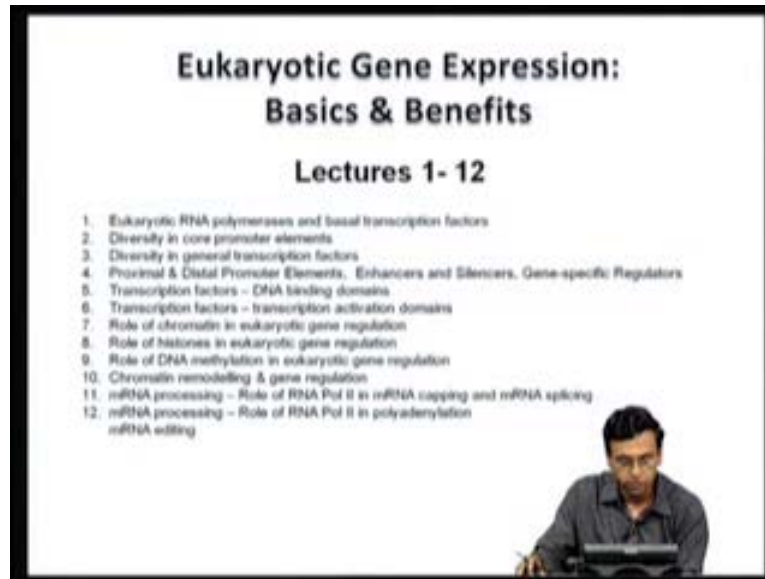 Eukaryotic Gene Expression:
Basics & Benefits
Lectures 1- 12
1. Eukaryotic RNA polymerases and basal transcription factors
2. Diversity in core promoter elements
3. Diversity in general transcription factors
4. Proximal & Distal Promoter Elements, Enhancers and Silencers, Gene-specific Regulators
5. Transcription factors – DNA binding domains
6. Transcription factors – transcription activation domains
7. Role of chromatin in eukaryotic gene regulation
8. Role of histones in eukaryotic gene regulation
9. Role of DNA methylation in eukaryotic gene regulation
10. Chromatin remodelling & gene regulation
11. mRNA processing – Role of RNA Pol II in mRNA capping and mRNA splicing
12. mRNA processing – Role of RNA Pol II in polyadenylation
mRNA editing